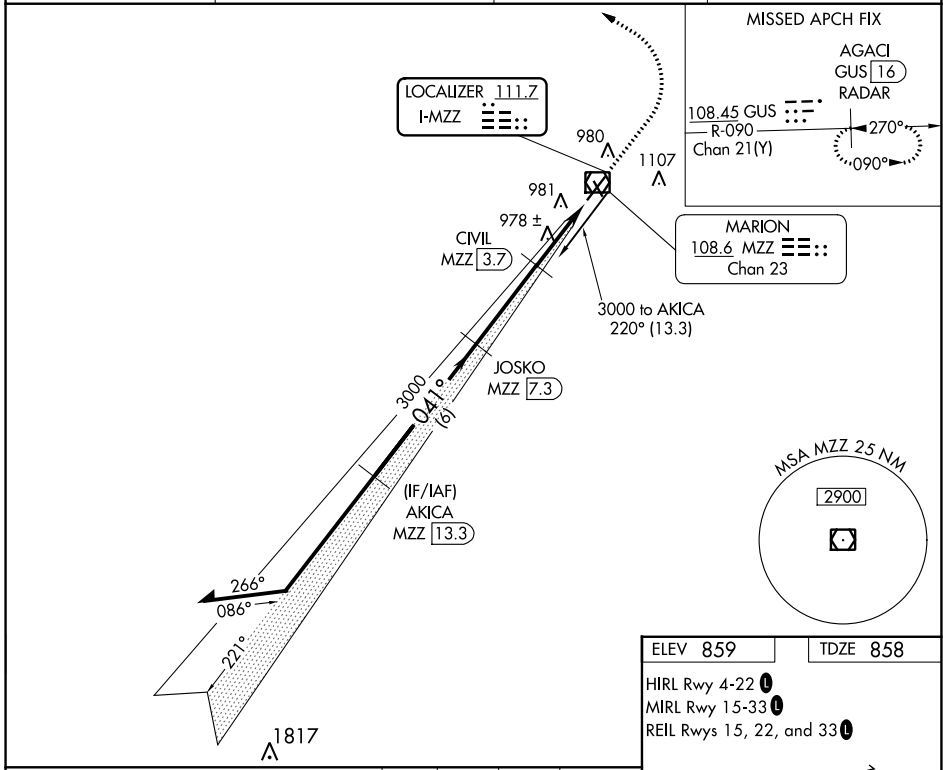 MISSED APCH FIX
AGACI
GUS 16
RADAR
108.45 GUS
R-090
Chan 21(Y)
270°
090°
LOCALIZER 111.7
I-MZZ
980
1107
981
978 ±
CIVIL
MZZ 3.7
MARION
108.6 MZZ
Chan 23
3000 to AKICA
220° (13.3)
JOSKO
MZZ 7.3
3000
041°
(6)
(IF/IAF)
AKICA
MZZ 13.3
MSA MZZ 25 NM
2900
266°
086°
221°
1817
ELEV 859
TDZE 858
HIRL Rwy 4-22 L
MIRL Rwy 15-33 L
REIL Rwys 15, 22, and 33 L